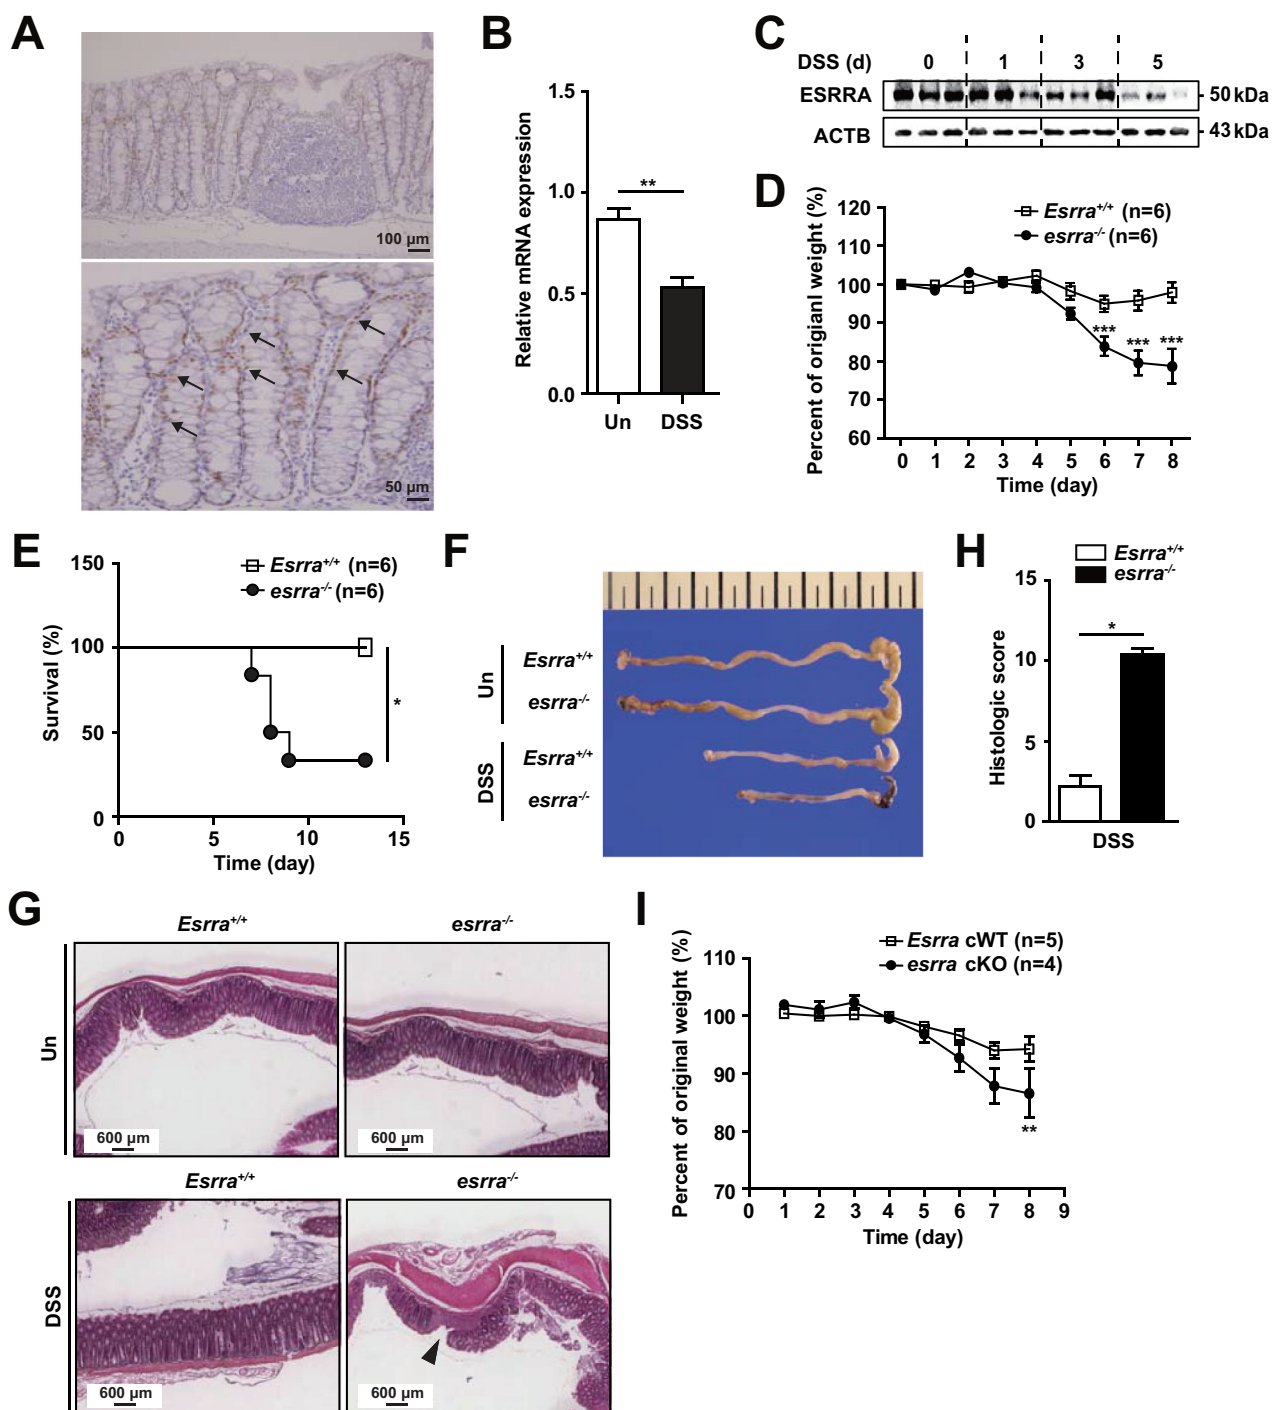 A
100 µm
50 µm
B
Relative mRNA expression
1.5
1.0
0.5
0.0
**
Un DSS
C
DSS (d) 0 1 3 5
ESRRA 50 kDa
ACTB 43 kDa
D
Percent of origianl weight (%)
120
110
100
90
80
70
60
Esrra+/+ (n=6)
esrra-/- (n=6)
*** *** ***
0 1 2 3 4 5 6 7 8
Time (day)
E
Survival (%)
150
100
50
0
Esrra+/+ (n=6)
esrra-/- (n=6)
*
0 5 10 15
Time (day)
F
Un
Esrra+/+
esrra-/-
DSS
Esrra+/+
esrra-/-
H
Esrra+/+
esrra-/-
Histologic score
15
10
5
0
*
DSS
G
Esrra+/+ esrra-/-
Un
600 µm 600 µm
Esrra+/+ esrra-/-
DSS
600 µm 600 µm
I
Percent of original weight (%)
110
100
90
80
70
Esrra cWT (n=5)
esrra cKO (n=4)
**
0 1 2 3 4 5 6 7 8 9
Time (day)